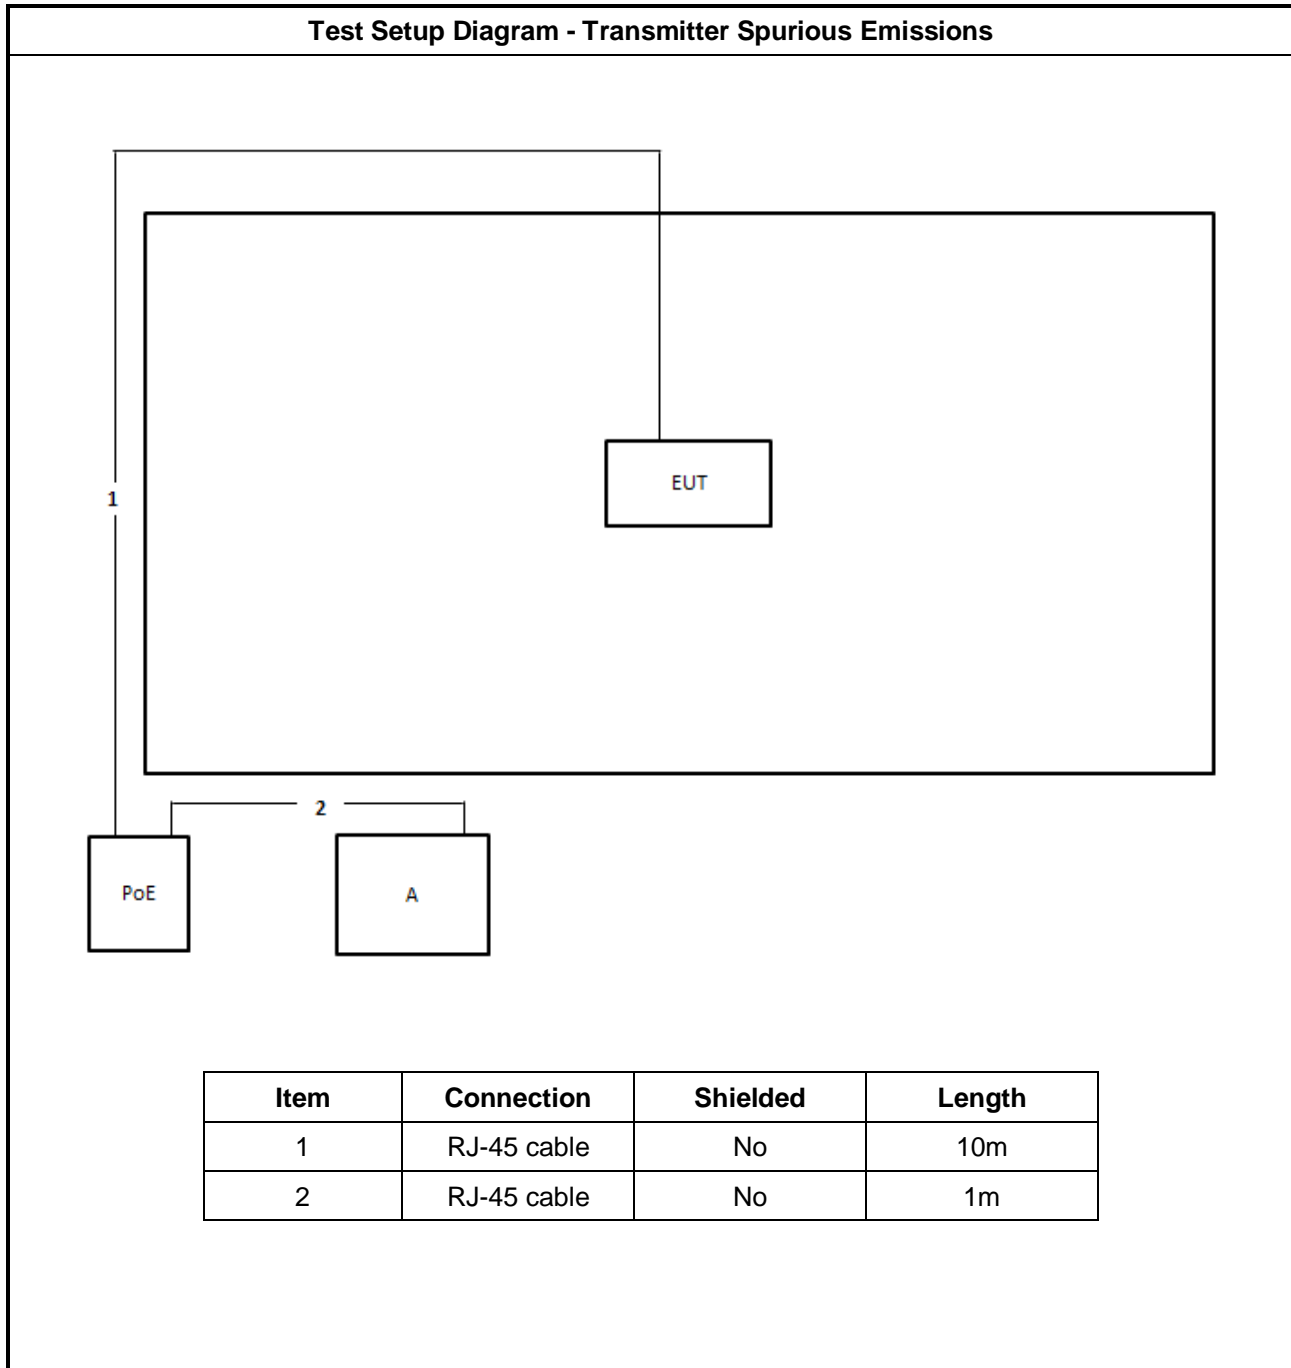 Test Setup Diagram - Transmitter Spurious Emissions
EUT
1
2
PoE
A
Item Connection Shielded Length
1 RJ-45 cable No 10m
2 RJ-45 cable No 1m